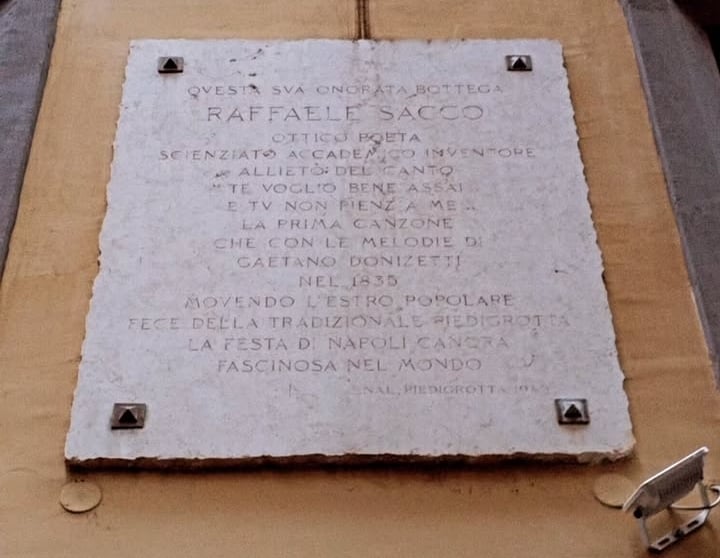 QVESTA SVA ONORATA BOTTEGA
RAFFAELE SACCO
OTTICO POETA
SCIENZIATO ACCADEMICO INVENTORE
ALLIETÒ DEL CANTO
"TE VOGLIO BENE ASSAI
E TV NON PIENZ'A ME..
LA PRIMA CANZONE
CHE CON LE MELODIE DI
GAETANO DONIZETTI
NEL 1835
MOVENDO L'ESTRO POPOLARE
FECE DELLA TRADIZIONALE PIEDIGROTTA
LA FESTA DI NAPOLI CANORA
FASCINOSA NEL MONDO
PIEDIGROTTA